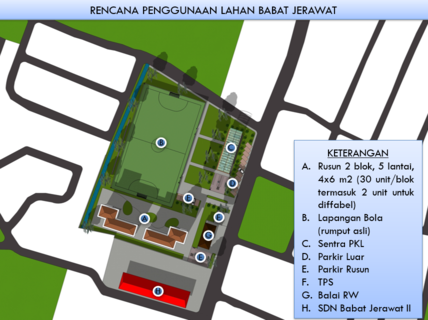 RENCANA PENGGUNAAN LAHAN BABAT JERAWAT
KETERANGAN
A. Rusun 2 blok, 5 lantai,
4x6 m2 (30 unit/blok
termasuk 2 unit untuk
diffabel)
B. Lapangan Bola
(rumput asli)
C. Sentra PKL
D. Parkir Luar
E. Parkir Rusun
F. TPS
G. Balai RW
H. SDN Babat Jerawat II